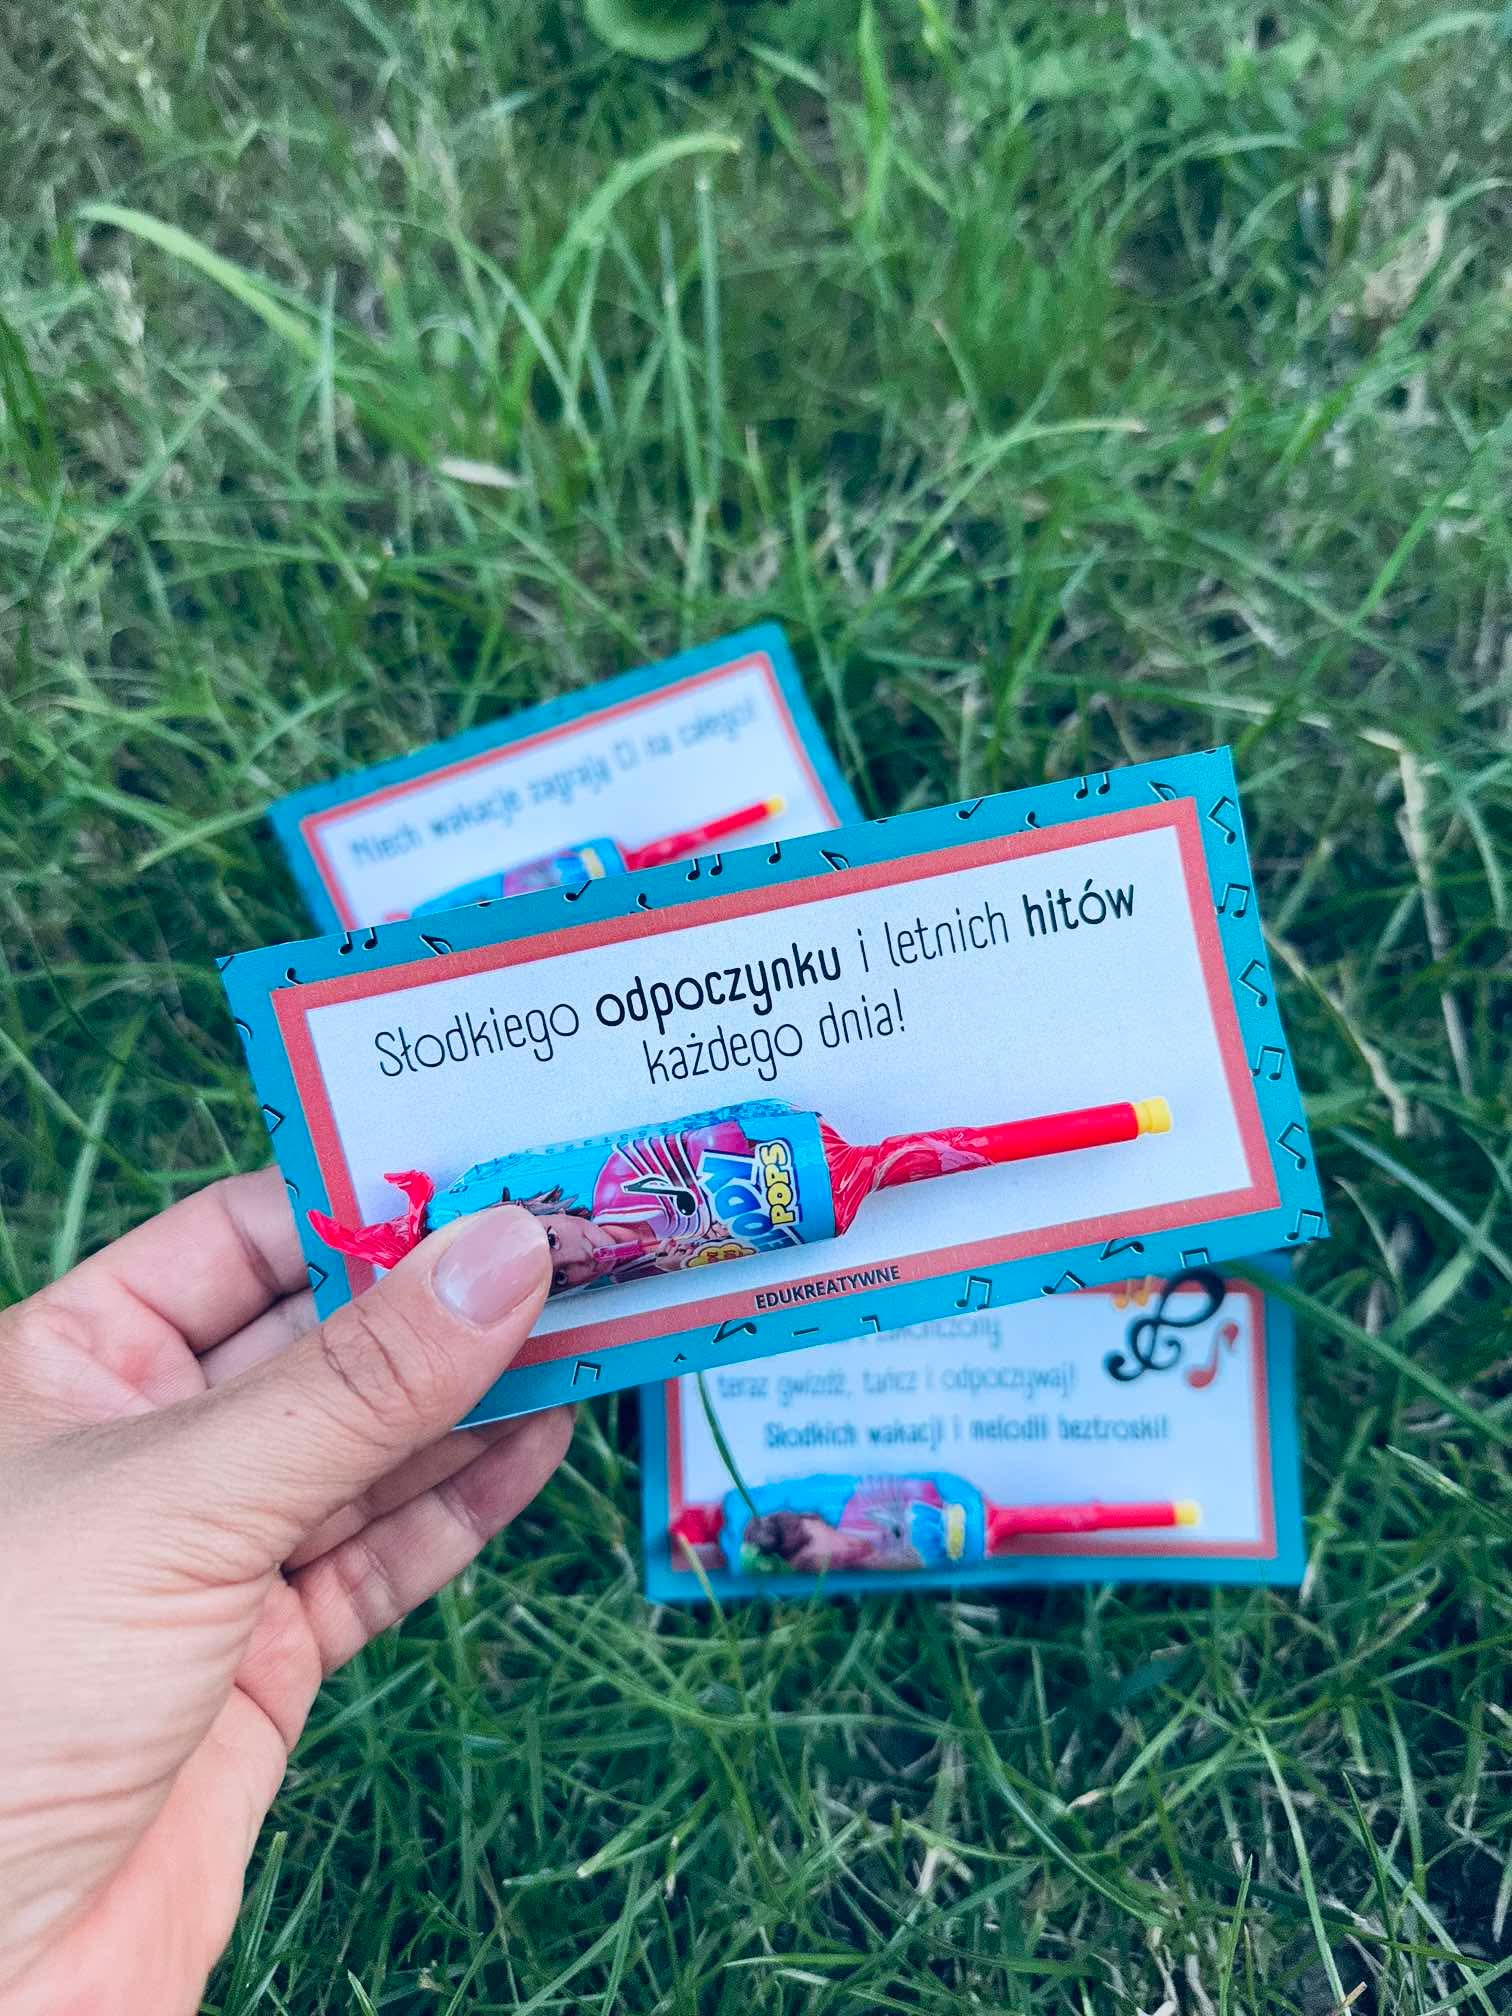 Niech wakacje zagrają Ci na całego!
Słodkiego odpoczynku i letnich hitów
każdego dnia!
POPS
EDUKREATYWNE
teraz gwiżdż, tańcz i odpoczywaj!
Słodkich wakacji i melodii beztroski!